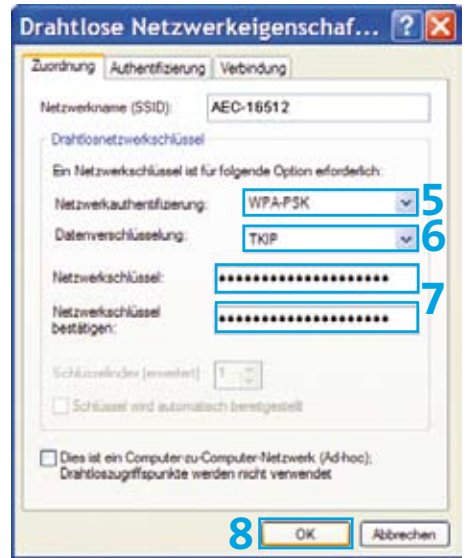 Drahtlose Netzwerkeigenschaf... ?
Zuordnung Authentifizierung Verbindung
Netzwerkname (SSID): AEC-16512
Drahtlosnetzwerkschlüssel
Ein Netzwerkschlüssel ist für folgende Option erforderlich:
Netzwerkauthentifizierung: WPA-PSK 5
Datenverschlüsselung: TKIP 6
Netzwerkschlüssel: ••••••••••••••••••••
7
Netzwerkschlüssel bestätigen: ••••••••••••••••••••
Schlüsselindex (erweitert): 1
Schlüssel wird automatisch bereitgestellt
Dies ist ein Computer-zu-Computer-Netzwerk (Ad-hoc);
Drahtloszugriffspunkte werden nicht verwendet
8 OK Abbrechen